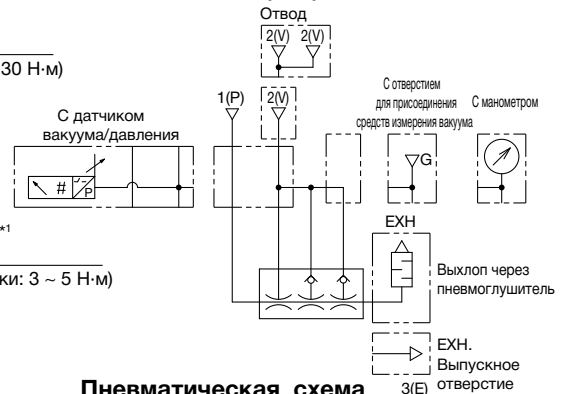 Отвод
2(V) 2(V)
30 Н·м)
1(P) 2(V)
С датчиком
вакуума/давления
С отверстием
для присоединения
средств измерения вакуума
С манометром
G
# P
*1
EXH
ки: 3 ~ 5 Н·м)
Выхлоп через
пневмоглушитель
EXH.
Выпускное
отверстие
3(E)
Пневматическая схема